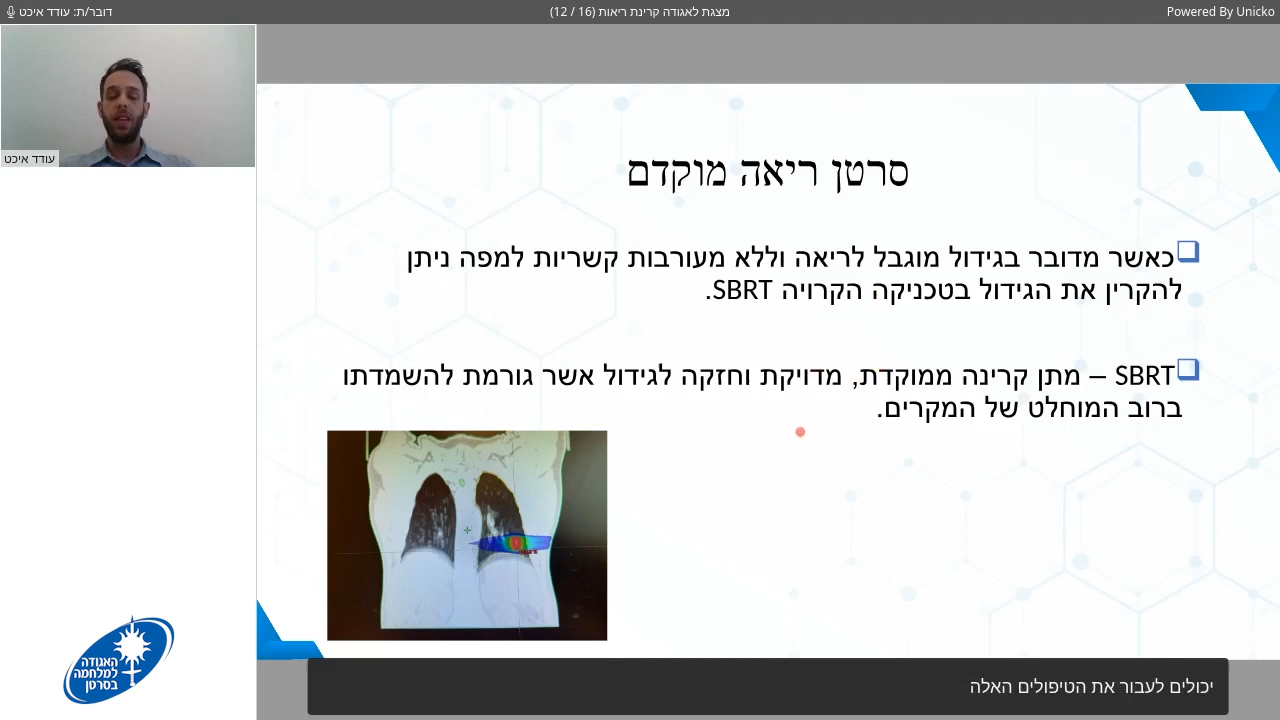 דובר/ת: עודד איכט
מצגת לאגודה קרינת ריאות (16 / 12)
Powered By Unicko
עודד איכט
סרטן ריאה מוקדם
כאשר מדובר בגידול מוגבל לריאה וללא מעורבות קשריות למפה ניתן
להקרין את הגידול בטכניקה הקרויה SBRT.
SBRT – מתן קרינה ממוקדת, מדויקת וחזקה לגידול אשר גורמת להשמדתו
ברוב המוחלט של המקרים.
האגודה
למלחמה
בסרטן
יכולים לעבור את הטיפולים האלה